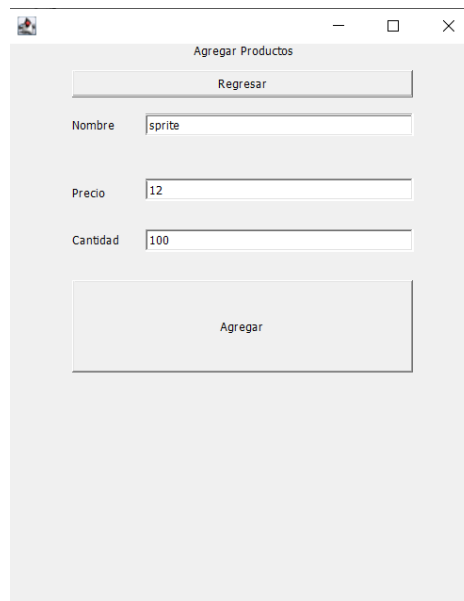 Agregar Productos
Regresar
Nombre sprite
Precio 12
Cantidad 100
Agregar